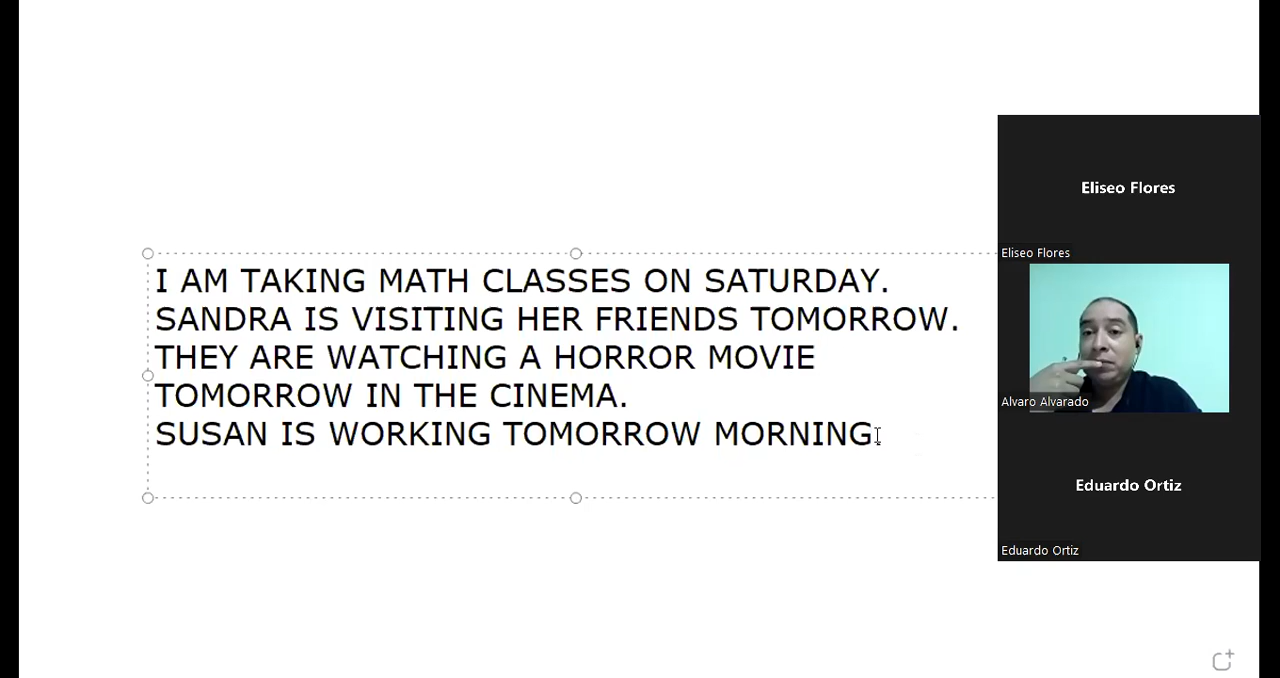 I AM TAKING MATH CLASSES ON SATURDAY.
SANDRA IS VISITING HER FRIENDS TOMORROW.
THEY ARE WATCHING A HORROR MOVIE
TOMORROW IN THE CINEMA.
SUSAN IS WORKING TOMORROW MORNING.
Eliseo Flores
Eliseo Flores
Alvaro Alvarado
Eduardo Ortiz
Eduardo Ortiz